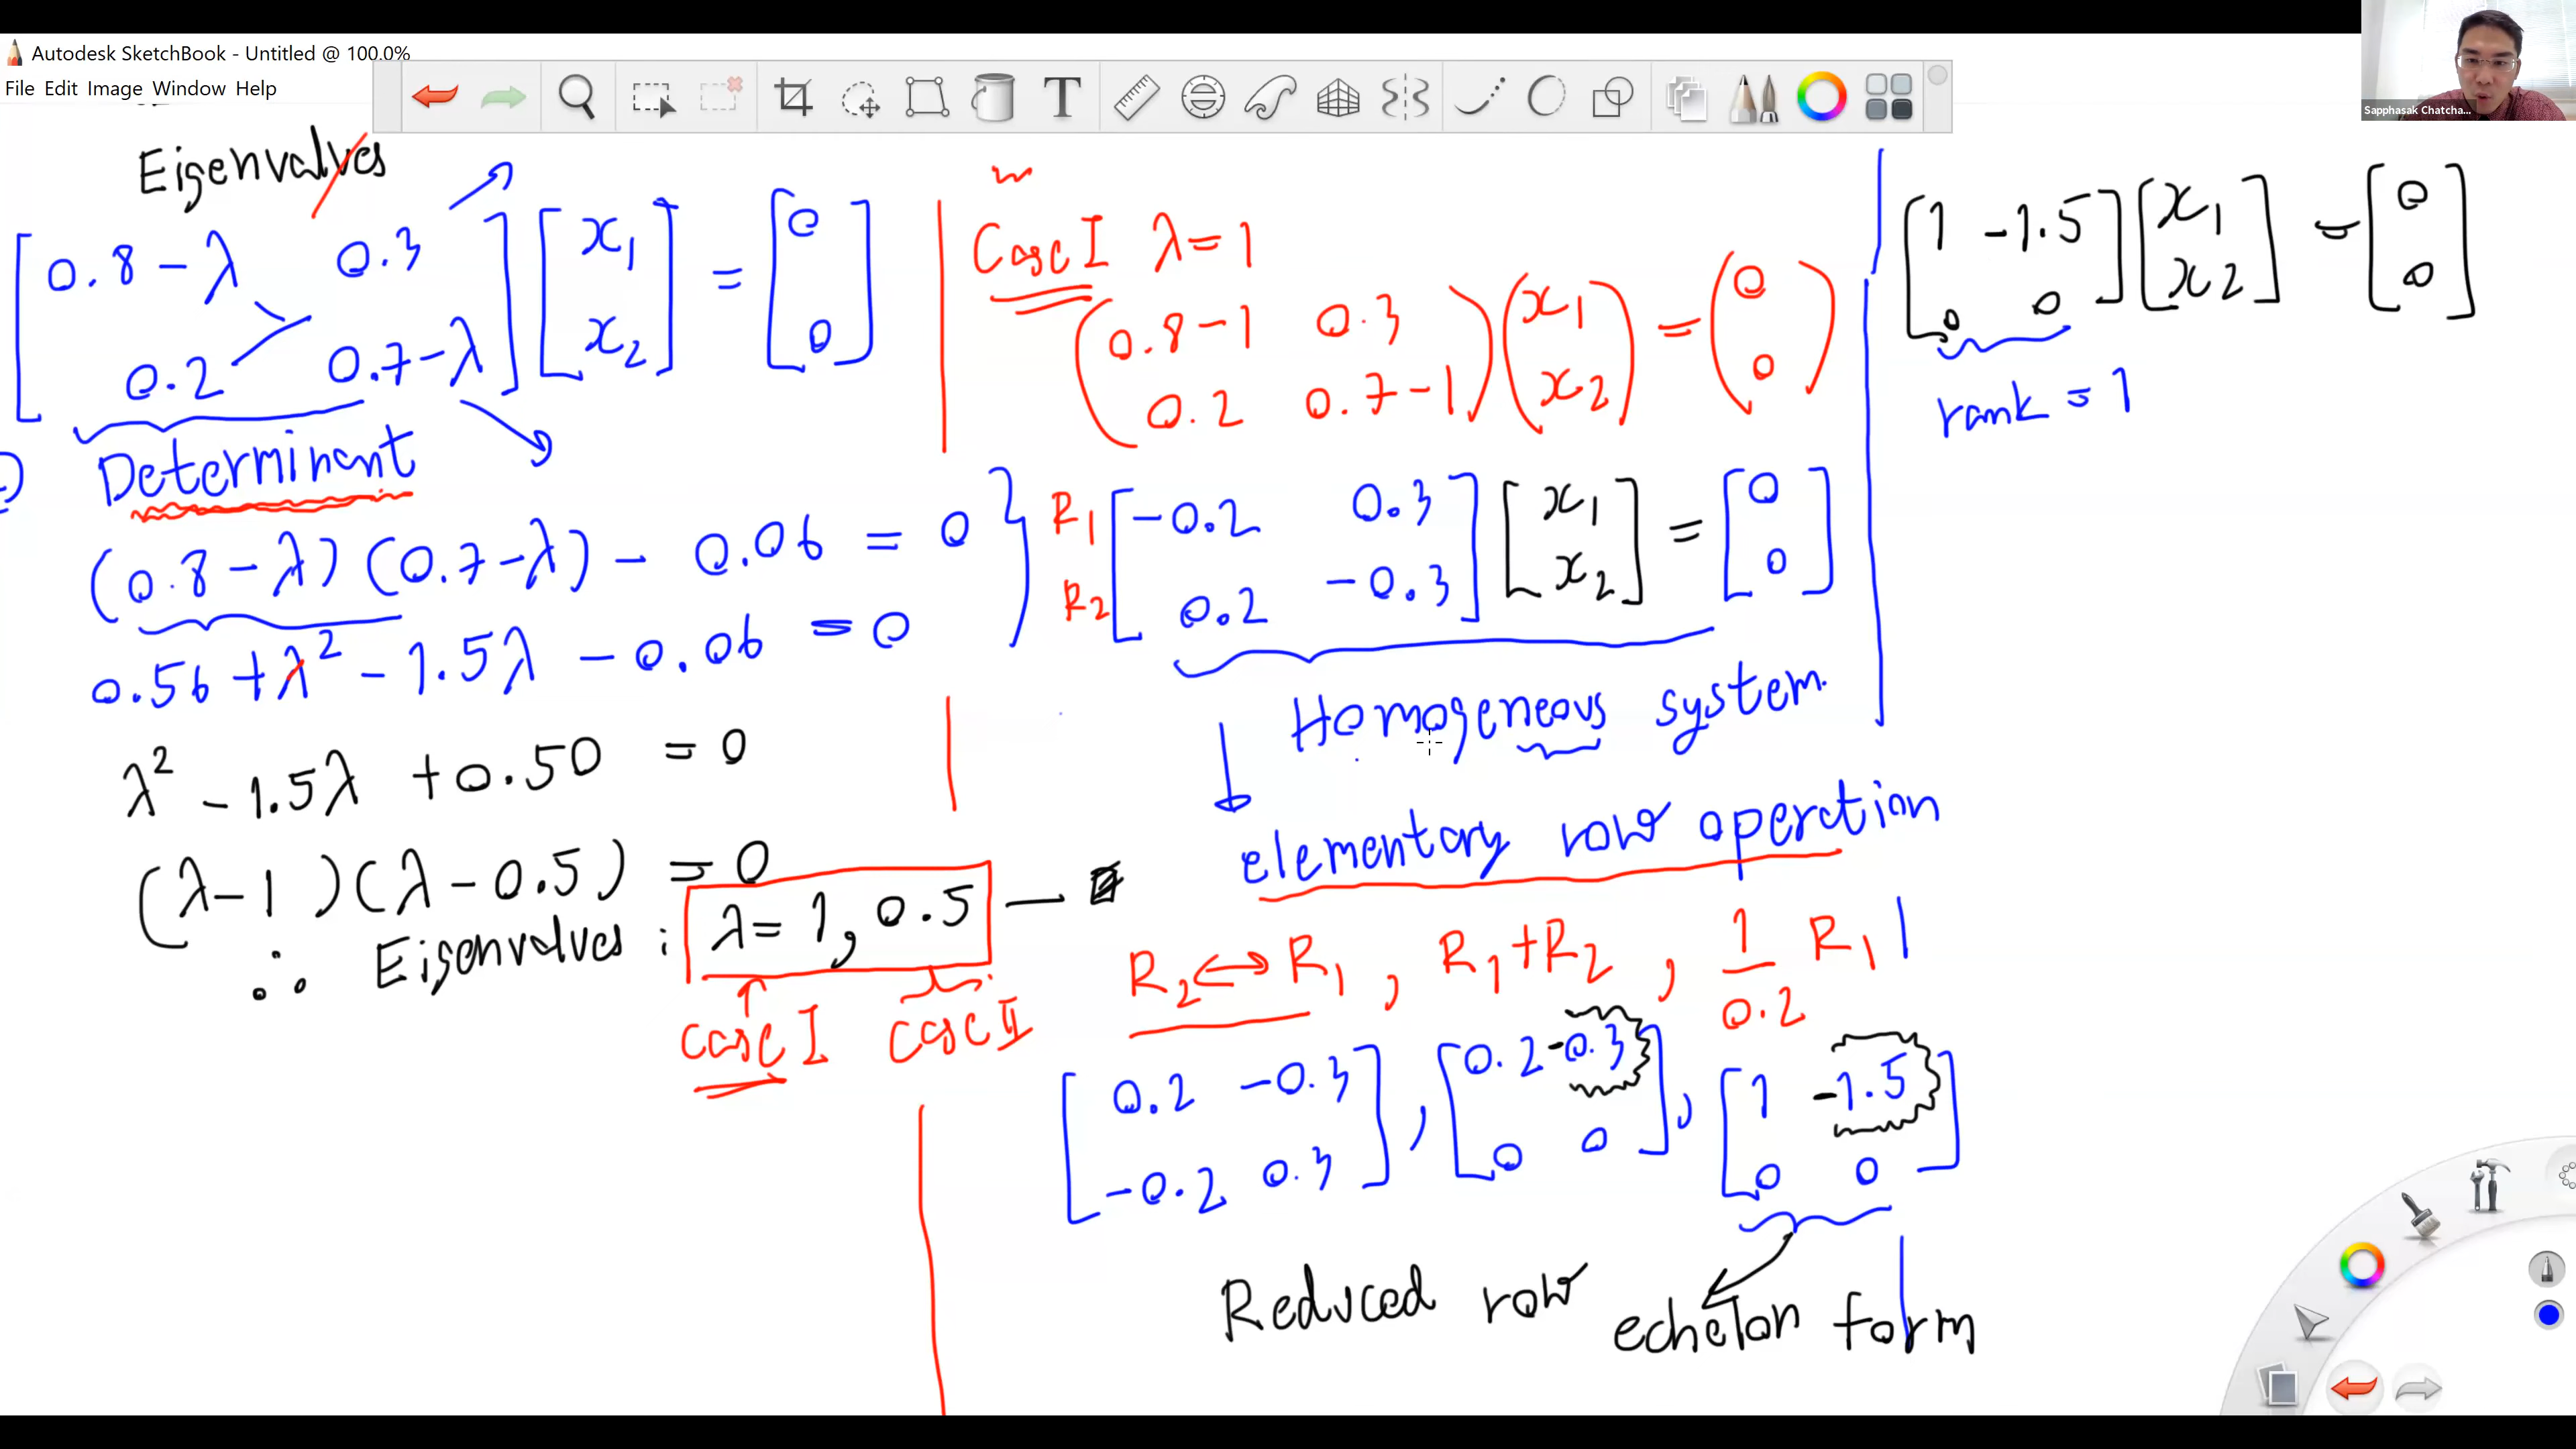 Autodesk SketchBook - Untitled @ 100.0%
File Edit Image Window Help
T
Sapphasak Chatcha...
Eigenvalues
[0.8-λ 0.3] [x1] = [0]
[0.2 0.7-λ] [x2] [0]
Determinant
(0.8-λ)(0.7-λ) - 0.06 = 0
0.56 + λ² - 1.5λ - 0.06 = 0
λ² - 1.5λ + 0.50 = 0
(λ-1)(λ-0.5) = 0
∴ Eigenvalues : λ = 1, 0.5
case I case II
Case I λ = 1
(0.8-1 0.3) (x1) = (0)
(0.2 0.7-1) (x2) (0)
R1 [-0.2 0.3] [x1] = [0]
R2 [0.2 -0.3] [x2] [0]
Homogeneous system.
elementary row operation
R2 ↔ R1 , R1+R2 , 1/0.2 R1
[0.2 -0.3] , [0.2 -0.3] , [1 -1.5]
[-0.2 0.3] [0 0] [0 0]
Reduced row echelon form
[1 -1.5] [x1] = [0]
[0 0] [x2] [0]
rank = 1